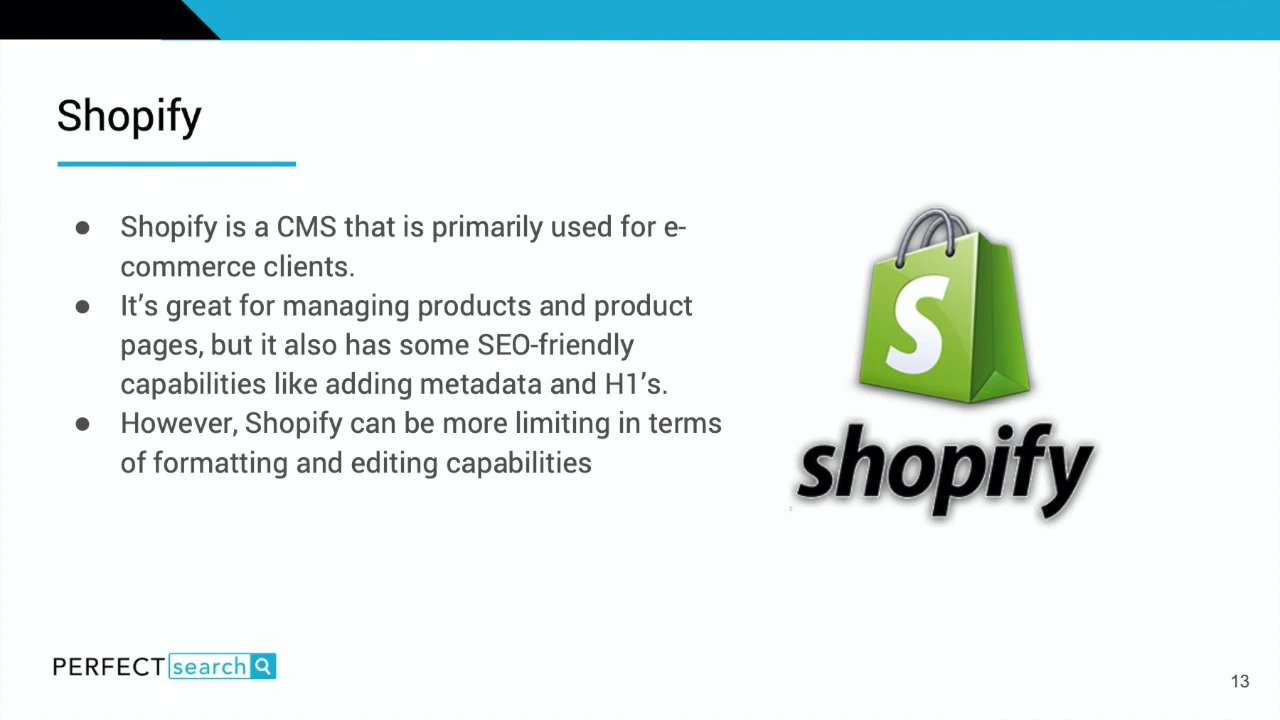 Shopify
● Shopify is a CMS that is primarily used for e-
commerce clients.
● It’s great for managing products and product
pages, but it also has some SEO-friendly
capabilities like adding metadata and H1’s.
● However, Shopify can be more limiting in terms
of formatting and editing capabilities
S
shopify
PERFECT search
13